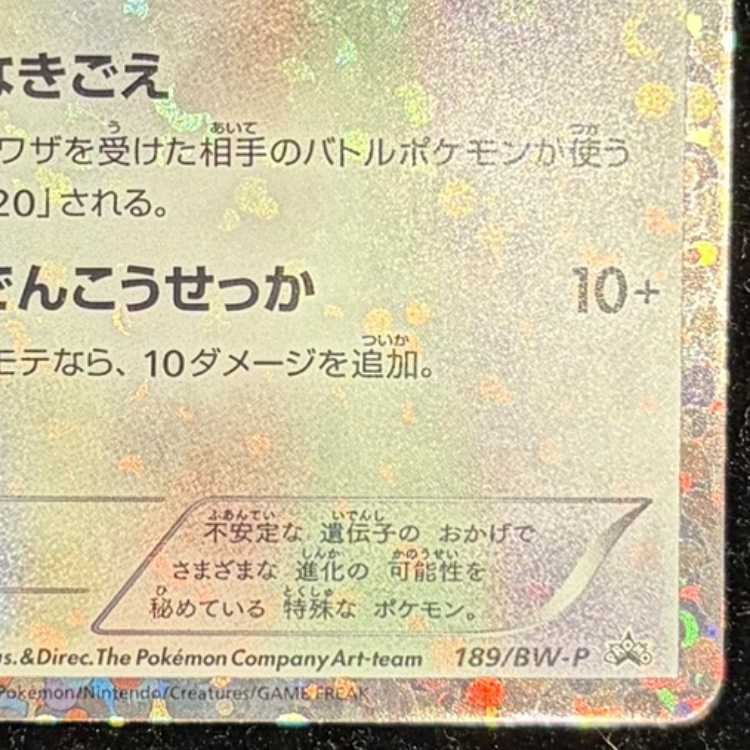 なきごえ
ワザを受けた相手のバトルポケモンが使う
20」される。
でんこうせっか 10+
モテなら、10ダメージを追加。
不安定な 遺伝子の おかげで
さまざまな 進化の 可能性を
秘めている 特殊な ポケモン。
us.&Direc.The Pokémon Company Art-team 189/BW-P
Pokémon/Nintendo/Creatures/GAME FREAK